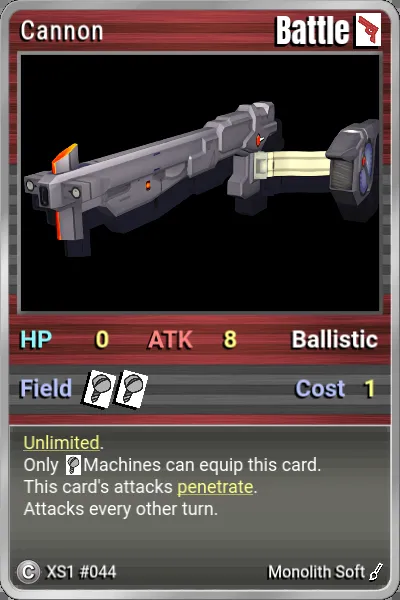 Cannon Battle
HP 0 ATK 8 Ballistic
Field Cost 1
Unlimited.
Only Machines can equip this card.
This card's attacks penetrate.
Attacks every other turn.
C XS1 #044 Monolith Soft